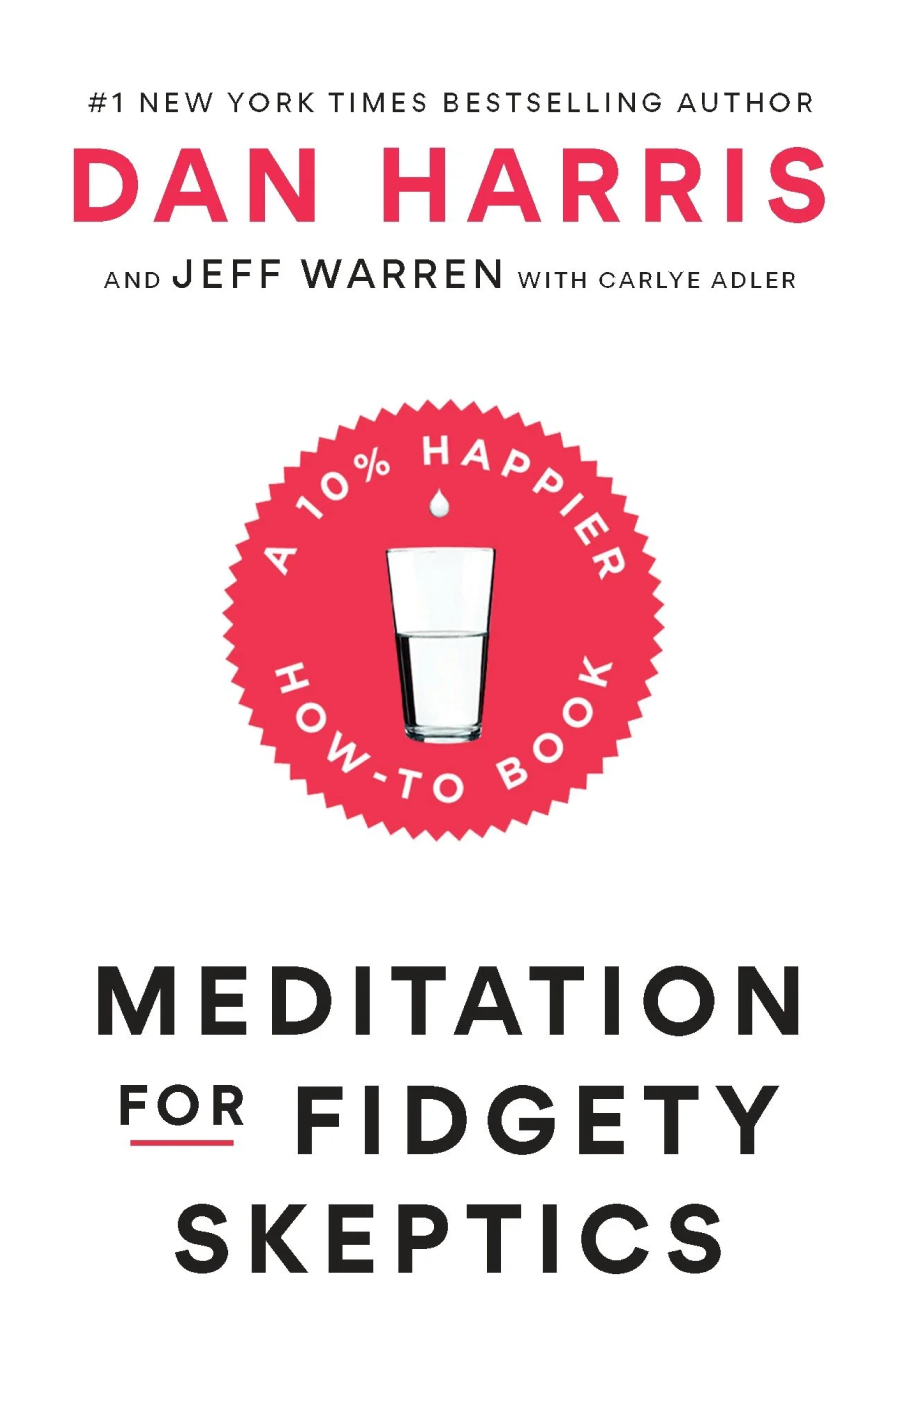 #1 NEW YORK TIMES BESTSELLING AUTHOR
DAN HARRIS
AND JEFF WARREN WITH CARLYE ADLER
A 10% HAPPIER
HOW-TO BOOK
MEDITATION
FOR FIDGETY
SKEPTICS